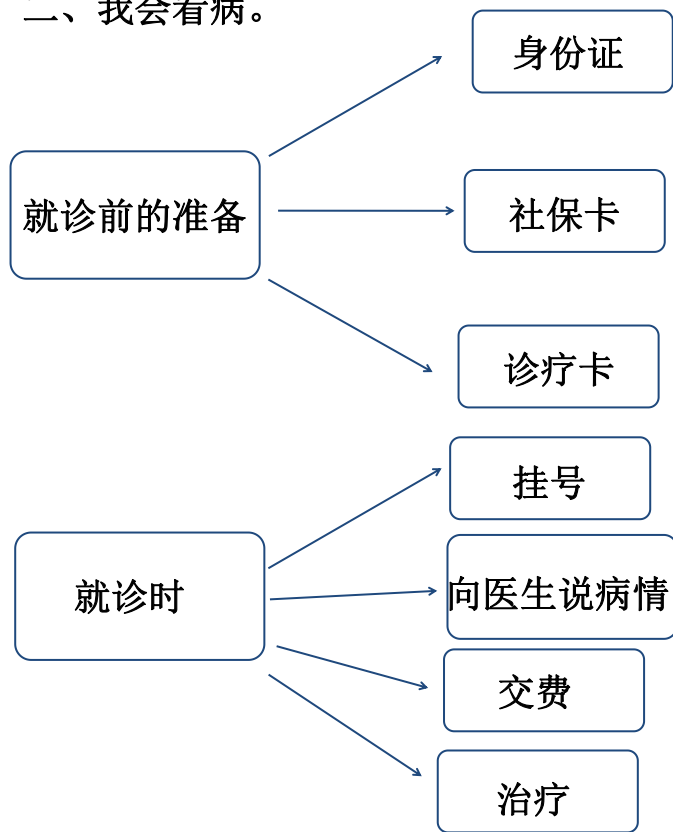 二、我会看病。
身份证
就诊前的准备
社保卡
诊疗卡
挂号
就诊时
向医生说病情
交费
治疗